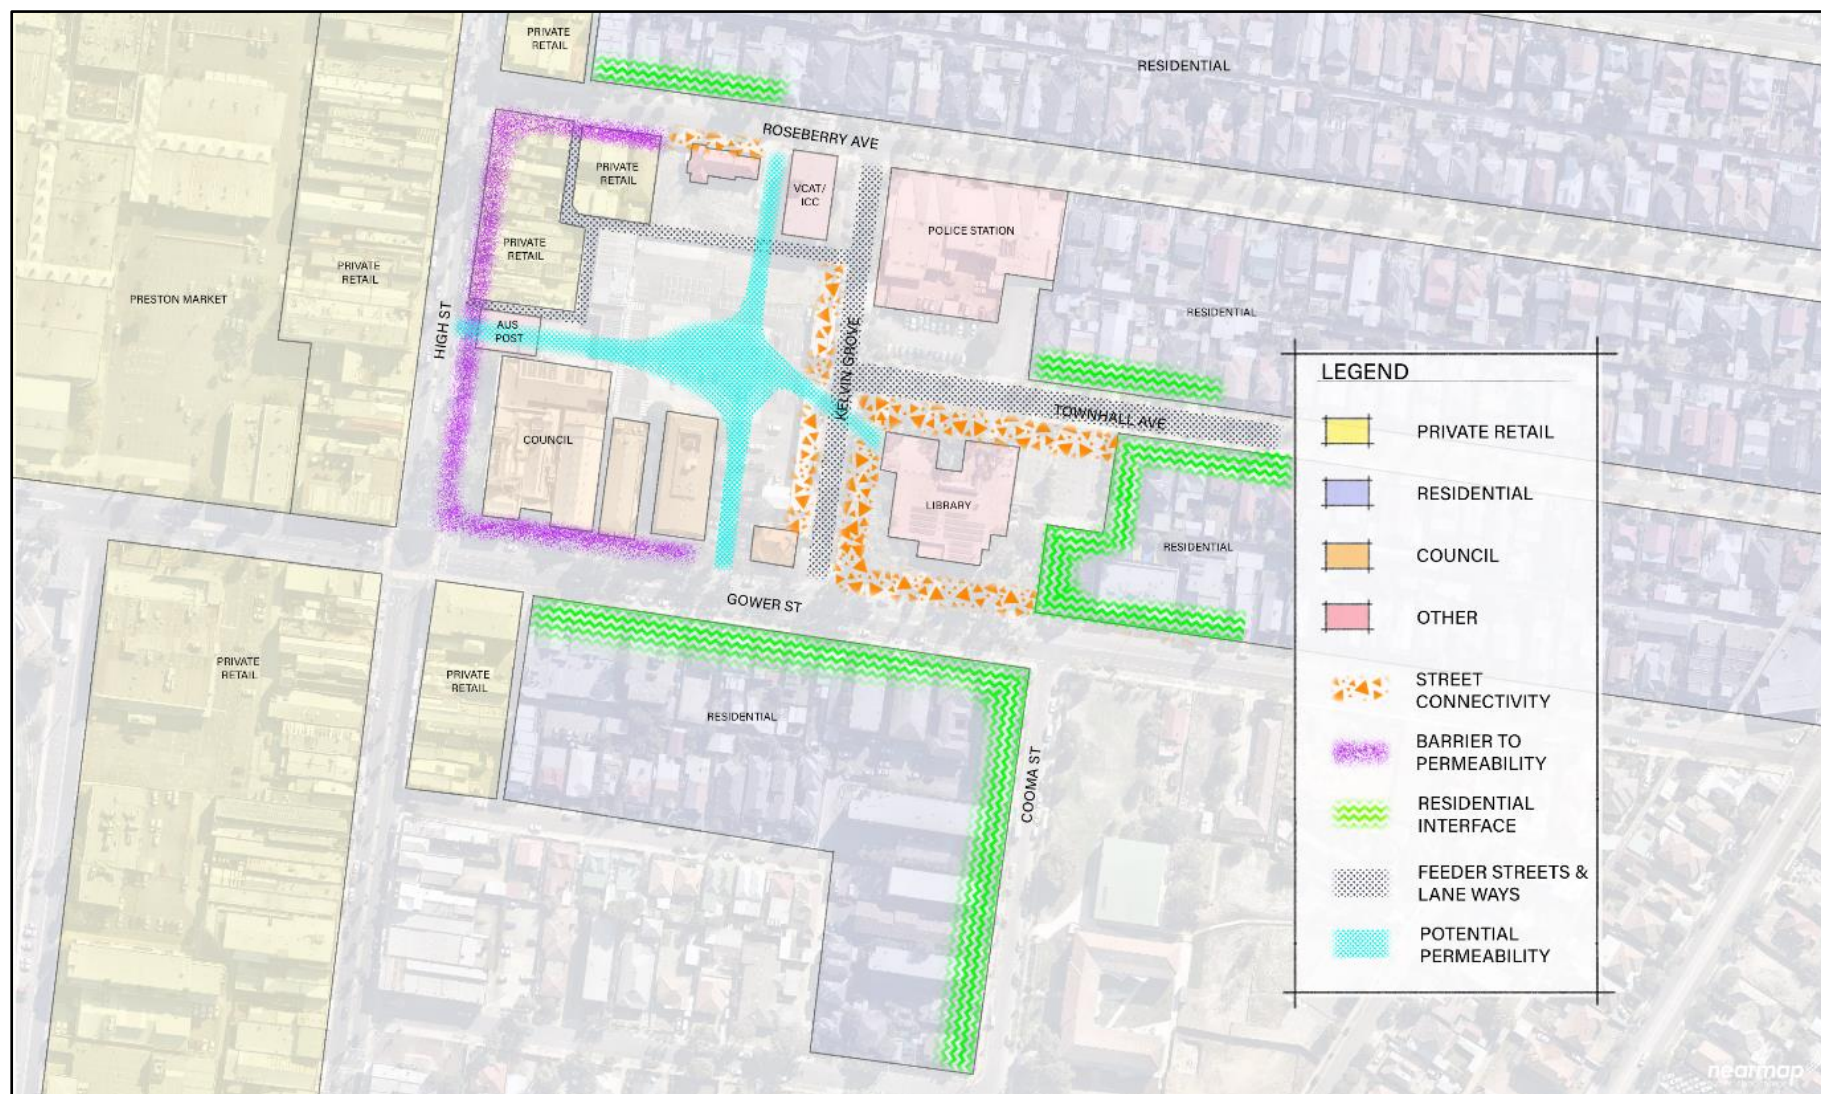 PRIVATE
RETAIL
RESIDENTIAL
ROSEBERRY AVE
PRIVATE
RETAIL
VCAT/
ICC
POLICE STATION
PRIVATE
RETAIL
PRIVATE
RETAIL
PRESTON MARKET
HIGH ST
AUS
POST
KELVIN GROVE
RESIDENTIAL
TOWNHALL AVE
COUNCIL
LIBRARY
RESIDENTIAL
GOWER ST
PRIVATE
RETAIL
PRIVATE
RETAIL
RESIDENTIAL
COOMA ST
LEGEND
PRIVATE RETAIL
RESIDENTIAL
COUNCIL
OTHER
STREET
CONNECTIVITY
BARRIER TO
PERMEABILITY
RESIDENTIAL
INTERFACE
FEEDER STREETS &
LANE WAYS
POTENTIAL
PERMEABILITY
nearmap